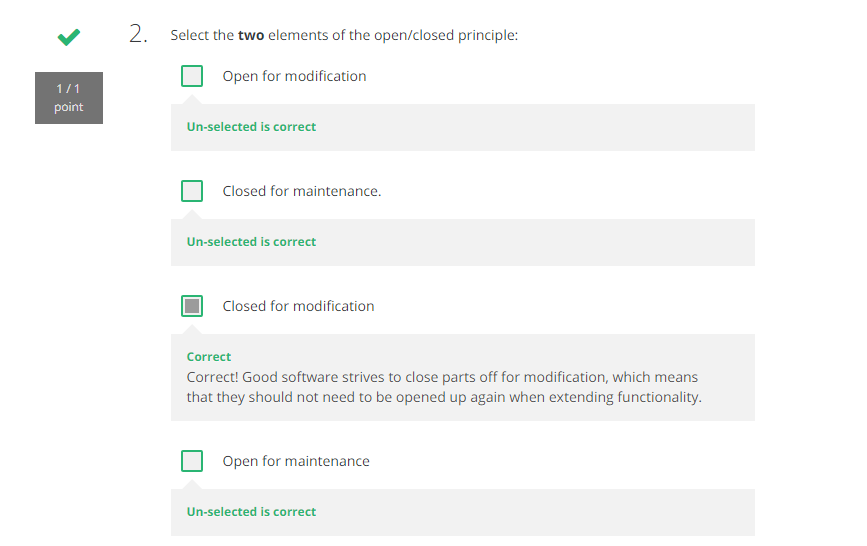 2. Select the two elements of the open/closed principle:
1 / 1
point
Open for modification
Un-selected is correct
Closed for maintenance.
Un-selected is correct
Closed for modification
Correct
Correct! Good software strives to close parts off for modification, which means
that they should not need to be opened up again when extending functionality.
Open for maintenance
Un-selected is correct